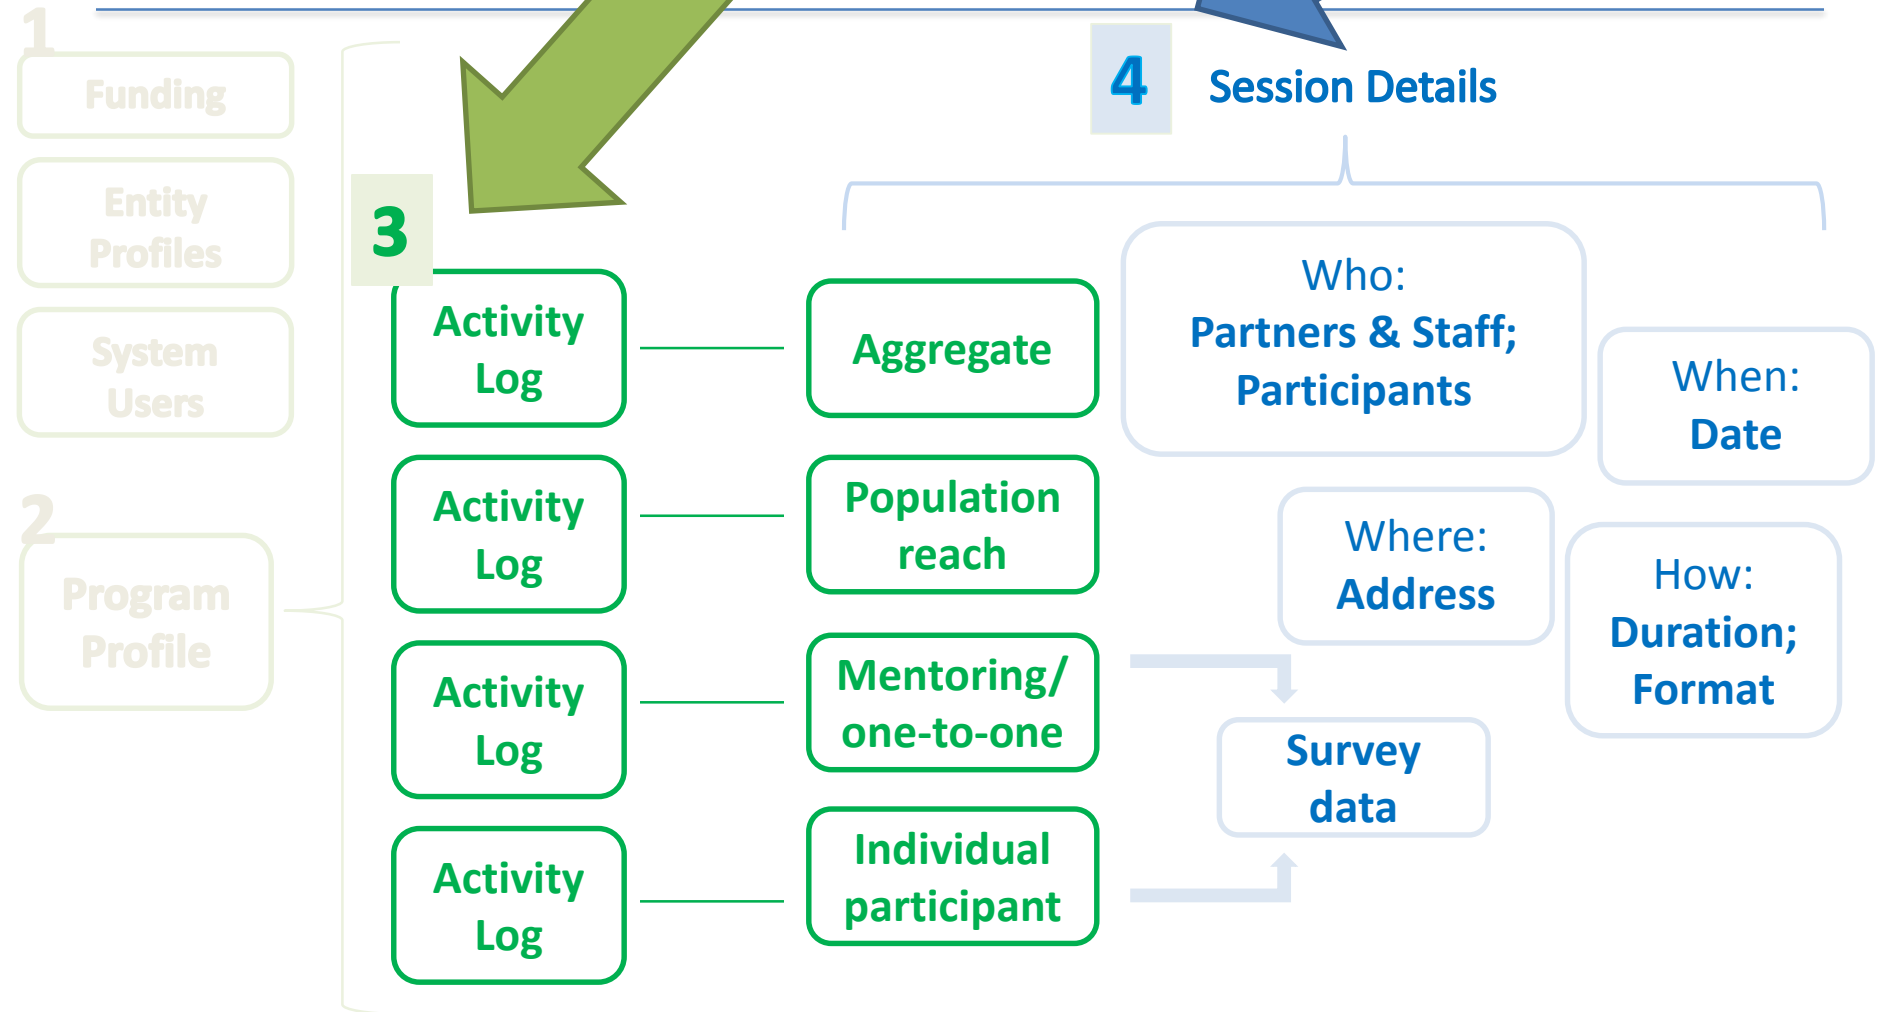 1
Funding
Entity
Profiles
System
Users
2
Program
Profile
3
Activity
Log
Aggregate
Activity
Log
Population
reach
Activity
Log
Mentoring/
one-to-one
Activity
Log
Individual
participant
4
Session Details
Who:
Partners & Staff;
Participants
When:
Date
Where:
Address
How:
Duration;
Format
Survey
data